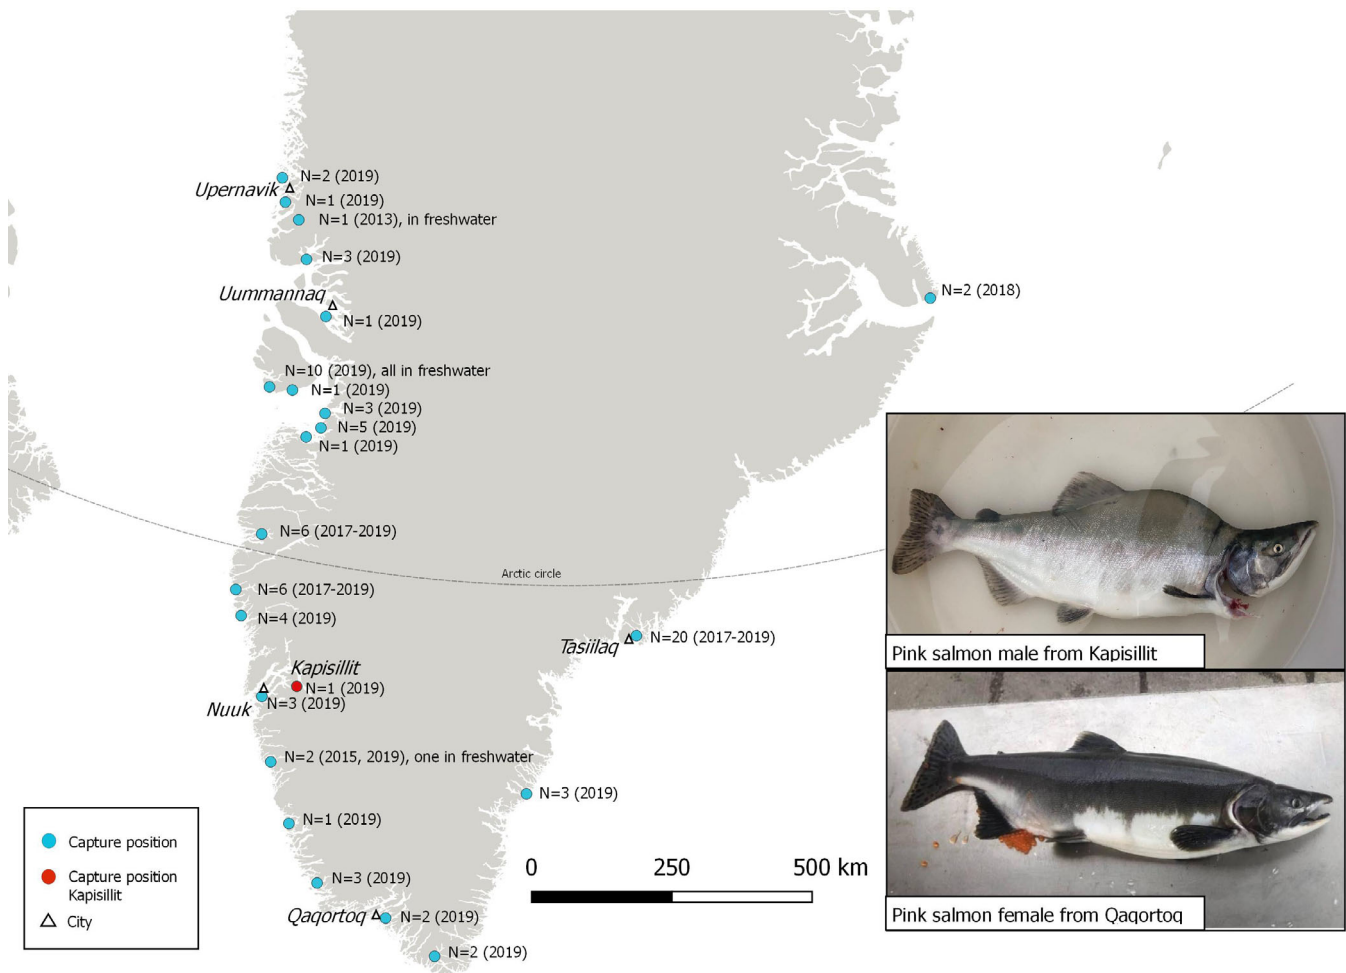 N=2 (2019)
Upernavik
N=1 (2019)
N=1 (2013), in freshwater
N=3 (2019)
Uummannaq
N=2 (2018)
N=1 (2019)
N=10 (2019), all in freshwater
N=1 (2019)
N=3 (2019)
N=5 (2019)
N=1 (2019)
N=6 (2017-2019)
Arctic circle
N=6 (2017-2019)
N=4 (2019)
Tasiilaq
N=20 (2017-2019)
Kapisillit
N=1 (2019)
N=3 (2019)
Nuuk
N=2 (2015, 2019), one in freshwater
N=3 (2019)
N=1 (2019)
N=3 (2019)
Qaqortoq
N=2 (2019)
N=2 (2019)
Capture position
Capture position
Kapisillit
City
0 250 500 km
Pink salmon male from Kapisillit
Pink salmon female from Qaqortoq